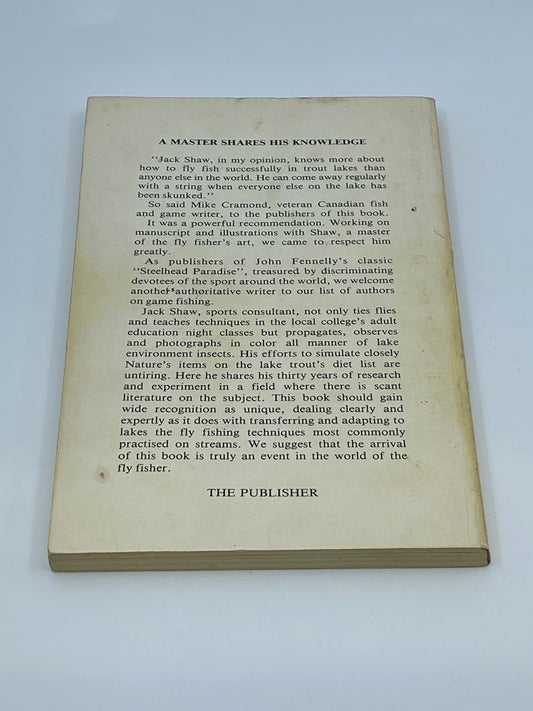 A MASTER SHARES HIS KNOWLEDGE
"Jack Shaw, in my opinion, knows more about
how to fly fish successfully in trout lakes than
anyone else in the world. He can come away regularly
with a string when everyone else on the lake has
been skunked."
So said Mike Cramond, veteran Canadian fish
and game writer, to the publishers of this book.
It was a powerful recommendation. Working on
manuscript and illustrations with Shaw, a master
of the fly fisher's art, we came to respect him
greatly.
As publishers of John Fennelly's classic
"Steelhead Paradise", treasured by discriminating
devotees of the sport around the world, we welcome
another authoritative writer to our list of authors
on game fishing.
Jack Shaw, sports consultant, not only ties flies
and teaches techniques in the local college's adult
education night classes but propagates, observes
and photographs in color all manner of lake
environment insects. His efforts to simulate closely
Nature's items on the lake trout's diet list are
untiring. Here he shares his thirty years of research
and experiment in a field where there is scant
literature on the subject. This book should gain
wide recognition as unique, dealing clearly and
expertly as it does with transferring and adapting to
lakes the fly fishing techniques most commonly
practised on streams. We suggest that the arrival
of this book is truly an event in the world of the
fly fisher.
THE PUBLISHER